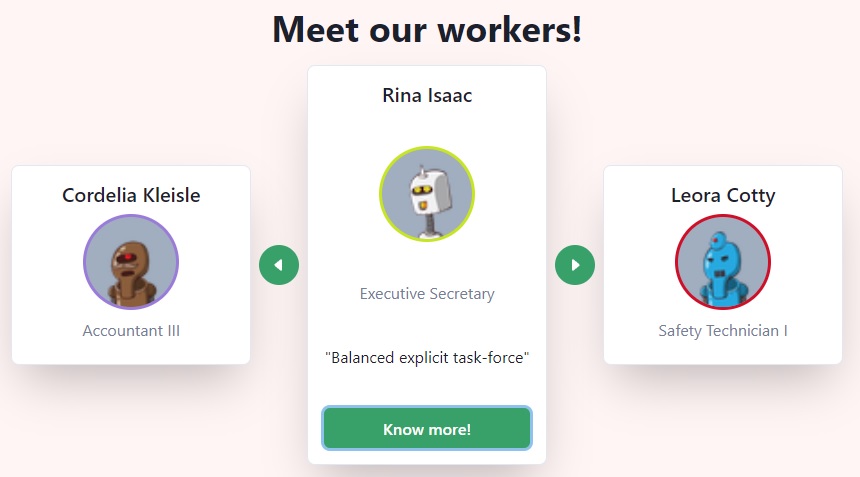 Meet our workers!
Cordelia Kleisle
Accountant III
Rina Isaac
Executive Secretary
"Balanced explicit task-force"
Know more!
Leora Cotty
Safety Technician I